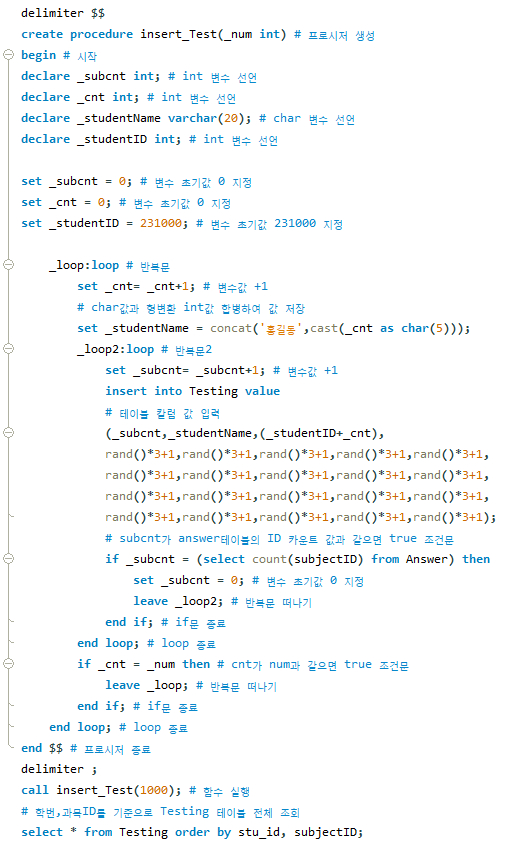 delimiter $$
create procedure insert_Test(_num int) # 프로시저 생성
begin # 시작
declare _subcnt int; # int 변수 선언
declare _cnt int; # int 변수 선언
declare _studentName varchar(20); # char 변수 선언
declare _studentID int; # int 변수 선언
set _subcnt = 0; # 변수 초기값 0 지정
set _cnt = 0; # 변수 초기값 0 지정
set _studentID = 231000; # 변수 초기값 231000 지정
_loop:loop # 반복문
set _cnt= _cnt+1; # 변수값 +1
# char값과 형변환 int값 합병하여 값 저장
set _studentName = concat('홍길동',cast(_cnt as char(5)));
_loop2:loop # 반복문2
set _subcnt= _subcnt+1; # 변수값 +1
insert into Testing value
# 테이블 칼럼 값 입력
(_subcnt,_studentName,(_studentID+_cnt),
rand()*3+1,rand()*3+1,rand()*3+1,rand()*3+1,rand()*3+1,
rand()*3+1,rand()*3+1,rand()*3+1,rand()*3+1,rand()*3+1,
rand()*3+1,rand()*3+1,rand()*3+1,rand()*3+1,rand()*3+1,
rand()*3+1,rand()*3+1,rand()*3+1,rand()*3+1,rand()*3+1);
# subcnt가 answer테이블의 ID 카운트 값과 같으면 true 조건문
if _subcnt = (select count(subjectID) from Answer) then
set _subcnt = 0; # 변수 초기값 0 지정
leave _loop2; # 반복문 떠나기
end if; # if문 종료
end loop; # loop 종료
if _cnt = _num then # cnt가 num과 같으면 true 조건문
leave _loop; # 반복문 떠나기
end if; # if문 종료
end loop; # loop 종료
end $$ # 프로시저 종료
delimiter ;
call insert_Test(1000); # 함수 실행
# 학번,과목ID를 기준으로 Testing 테이블 전체 조회
select * from Testing order by stu_id, subjectID;